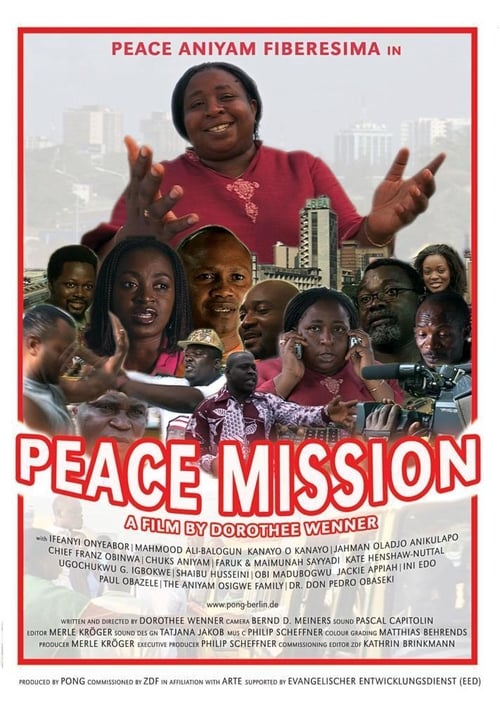 PEACE ANIYAM FIBERESIMA IN
PEACE MISSION
A FILM BY DOROTHEE WENNER
with IFEANYI ONYEABOR | MAHMOOD ALI-BALOGUN KANAYO O KANAYO | JAHMAN OLADJO ANIKULAPO
CHIEF FRANZ OBINWA | CHUKS ANIYAM | FARUK & MAIMUNAH SAYYADI KATE HENSHAW-NUTTAL
UGOCHUKWU G. IGBOKWE | SHAIBU HUSSEINI | OBI MADUBOGWU JACKIE APPIAH | INI EDO
PAUL OBAZELE | THE ANIYAM OSIGWE FAMILY | DR. DON PEDRO OBASEKI
www.pong-berlin.de
WRITTEN AND DIRECTED BY DOROTHEE WENNER CAMERA BERND D. MEINERS SOUND PASCAL CAPITOLIN
EDITOR MERLE KRÖGER SOUND DES GN TATJANA JAKOB MUS C PHILIP SCHEFFNER COLOUR GRADING MATTHIAS BEHRENDS
PRODUCER MERLE KRÖGER EXECUTIVE PRODUCER PHILIP SCHEFFNER COMMISSIONING EDITOR ZDF KATHRIN BRINKMANN
PRODUCED BY PONG COMMISSIONED BY ZDF IN AFFILIATION WITH ARTE SUPPORTED BY EVANGELISCHER ENTWICKLUNGSDIENST (EED)